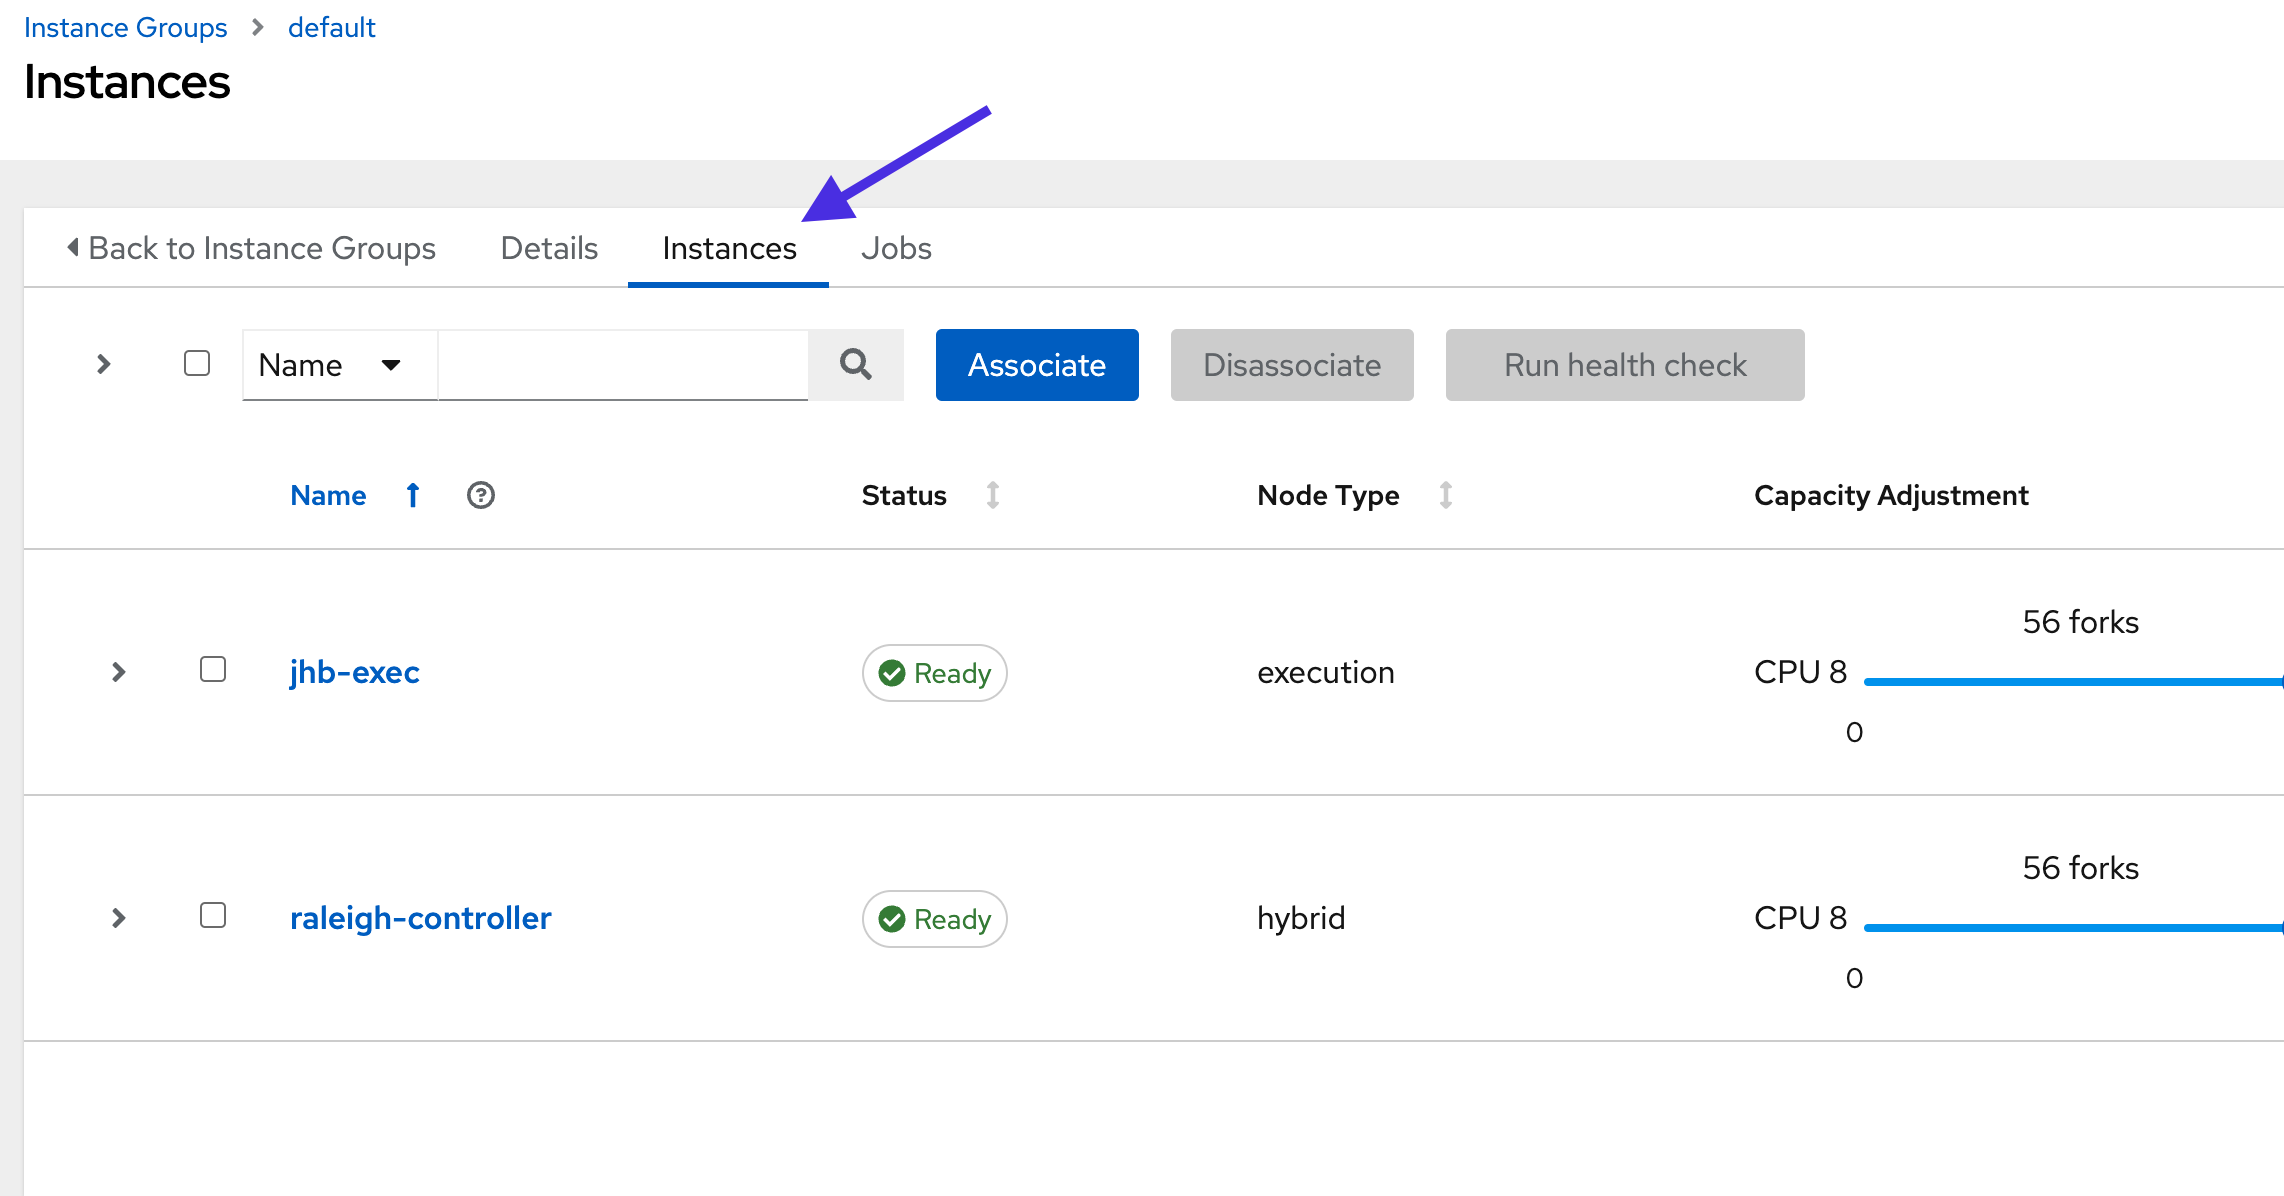 Instance Groups default
Instances
Back to Instance Groups Details Instances Jobs
Name Associate Disassociate Run health check
Name Status Node Type Capacity Adjustment
56 forks
jhb-exec Ready execution CPU 8
0
56 forks
raleigh-controller Ready hybrid CPU 8
0